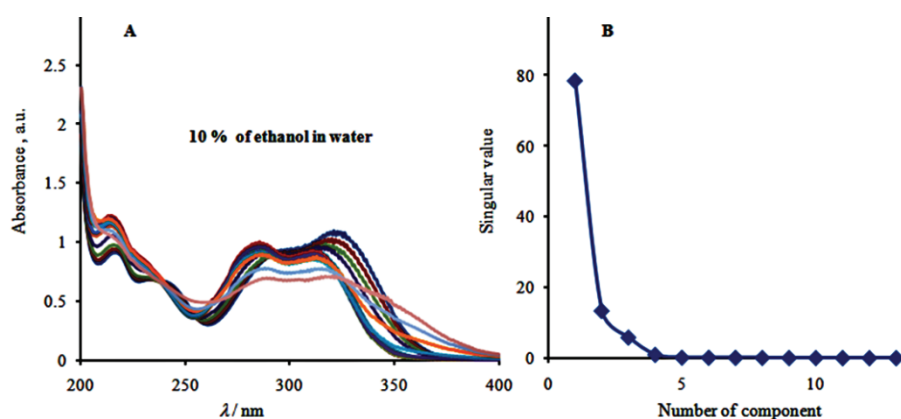 A
10 % of ethanol in water
Absorbance , a.u.
2.5
2
1.5
1
0.5
0
200
250
300
350
400
λ / nm
B
Singular value
80
60
40
20
0
0
5
10
Number of component